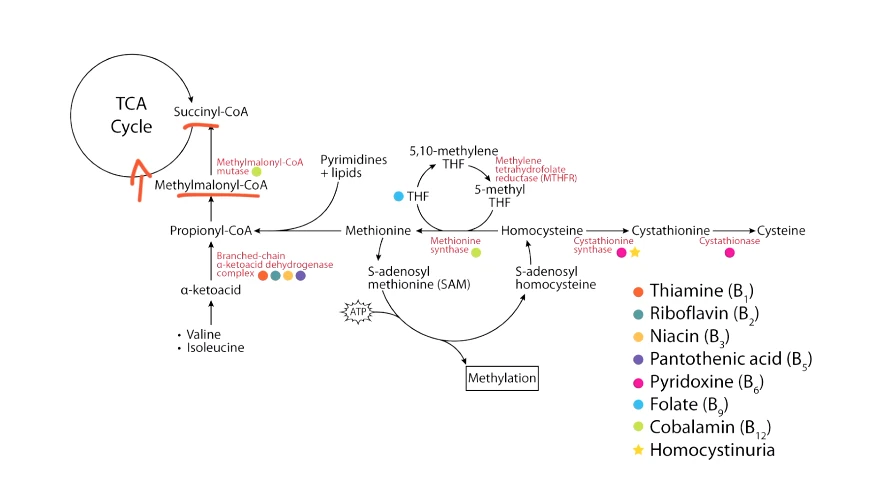 TCA
Cycle
Succinyl-CoA
Methylmalonyl-CoA
mutase
Methylmalonyl-CoA
Pyrimidines
+ lipids
5,10-methylene
THF
Methylene
tetrahydrofolate
reductase (MTHFR)
THF
5-methyl
THF
Propionyl-CoA
Methionine
Methionine
synthase
Homocysteine
Cystathionine
synthase
Cystathionine
Cystathionase
Cysteine
Branched-chain
α-ketoacid dehydrogenase
complex
α-ketoacid
• Valine
• Isoleucine
S-adenosyl
methionine (SAM)
S-adenosyl
homocysteine
ATP
Methylation
Thiamine (B₁)
Riboflavin (B₂)
Niacin (B₃)
Pantothenic acid (B₅)
Pyridoxine (B₆)
Folate (B₉)
Cobalamin (B₁₂)
Homocystinuria